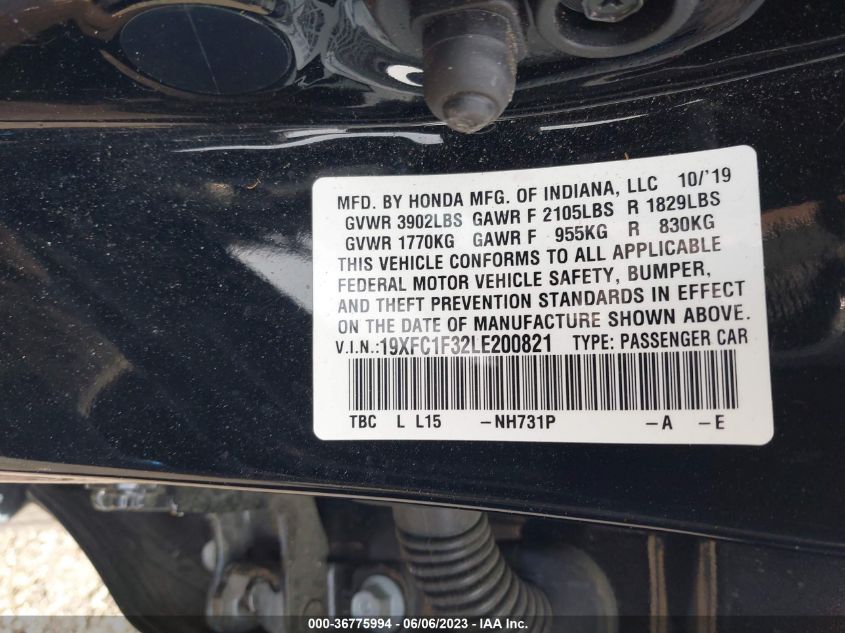 MFD. BY HONDA MFG. OF INDIANA, LLC 10/'19
GVWR 3902LBS GAWR F 2105LBS R 1829LBS
GVWR 1770KG GAWR F 955KG R 830KG
THIS VEHICLE CONFORMS TO ALL APPLICABLE
FEDERAL MOTOR VEHICLE SAFETY, BUMPER,
AND THEFT PREVENTION STANDARDS IN EFFECT
ON THE DATE OF MANUFACTURE SHOWN ABOVE.
V.I.N.:19XFC1F32LE200821 TYPE: PASSENGER CAR
TBC L L15 -NH731P -A -E
000-36775994 - 06/06/2023 - IAA Inc.